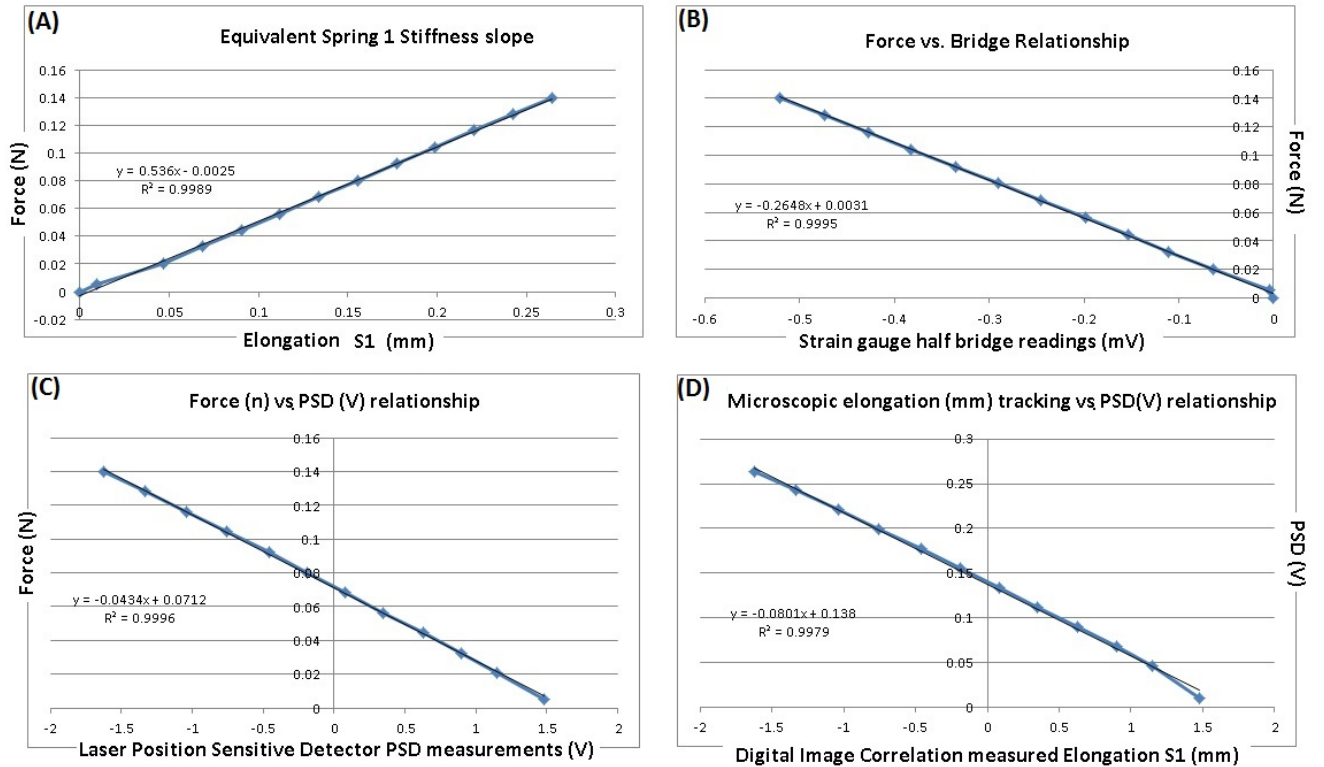 (A)
Equivalent Spring 1 Stiffness slope
0.16
0.14
0.12
0.1
0.08
0.06
0.04
0.02
0
-0.02
Force (N)
y = 0.536x - 0.0025
R² = 0.9989
0 0.05 0.1 0.15 0.2 0.25 0.3
Elongation S1 (mm)
(B)
Force vs. Bridge Relationship
0.16
0.14
0.12
0.1
0.08
0.06
0.04
0.02
0
Force (N)
y = -0.2648x + 0.0031
R² = 0.9995
-0.6 -0.5 -0.4 -0.3 -0.2 -0.1 0
Strain gauge half bridge readings (mV)
(C)
Force (n) vs PSD (V) relationship
0.16
0.14
0.12
0.1
0.08
0.06
0.04
0.02
0
Force (N)
y = -0.0434x + 0.0712
R² = 0.9996
-2 -1.5 -1 -0.5 0 0.5 1 1.5 2
Laser Position Sensitive Detector PSD measurements (V)
(D)
Microscopic elongation (mm) tracking vs PSD(V) relationship
0.3
0.25
0.2
0.15
0.1
0.05
0
PSD (V)
y = -0.0801x + 0.138
R² = 0.9979
-2 -1.5 -1 -0.5 0 0.5 1 1.5 2
Digital Image Correlation measured Elongation S1 (mm)